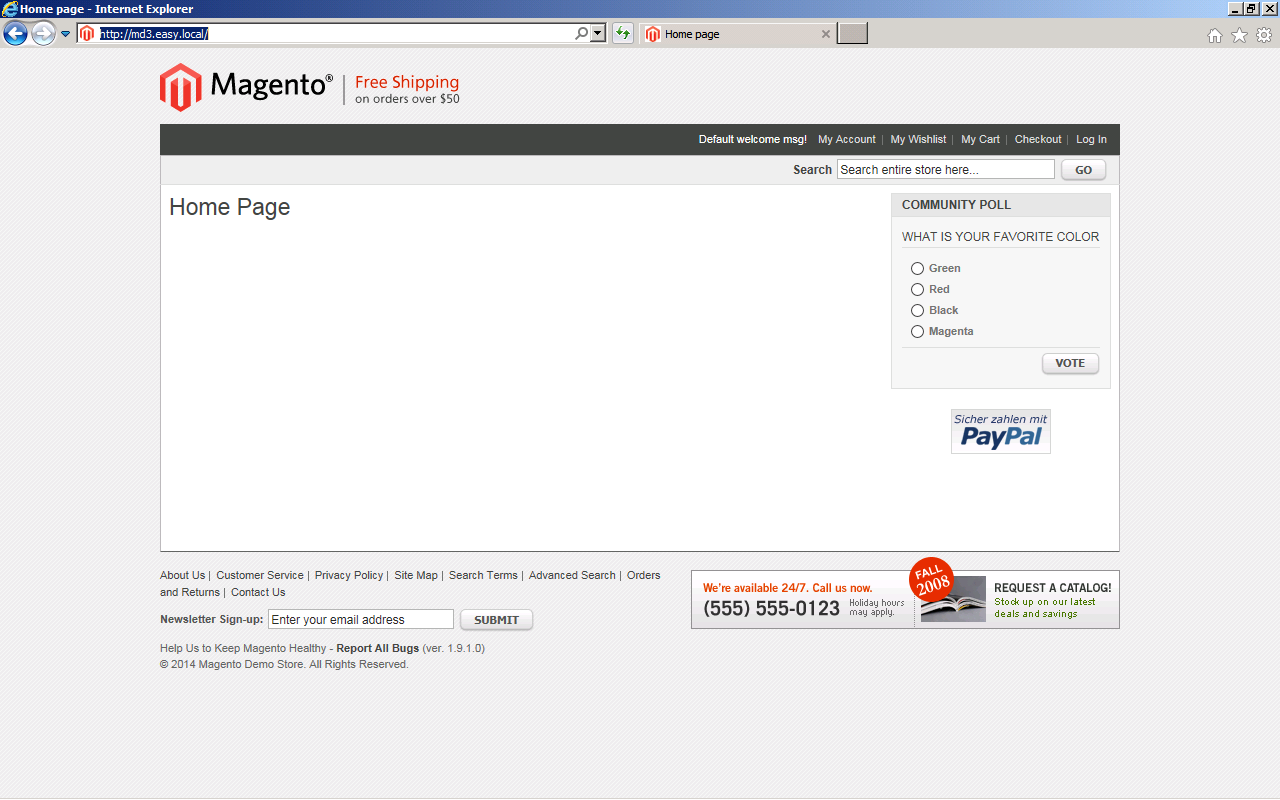 Home page - Internet Explorer
http://md3.easy.local/
Home page
Magento®
Free Shipping
on orders over $50
Default welcome msg! My Account | My Wishlist | My Cart | Checkout | Log In
Search Search entire store here... GO
Home Page
COMMUNITY POLL
WHAT IS YOUR FAVORITE COLOR
Green
Red
Black
Magenta
VOTE
Sicher zahlen mit
PayPal
About Us | Customer Service | Privacy Policy | Site Map | Search Terms | Advanced Search | Orders
and Returns | Contact Us
Newsletter Sign-up: Enter your email address SUBMIT
Help Us to Keep Magento Healthy - Report All Bugs (ver. 1.9.1.0)
© 2014 Magento Demo Store. All Rights Reserved.
We're available 24/7. Call us now.
(555) 555-0123
Holiday hours
may apply.
FALL
2008
REQUEST A CATALOG!
Stock up on our latest
deals and savings